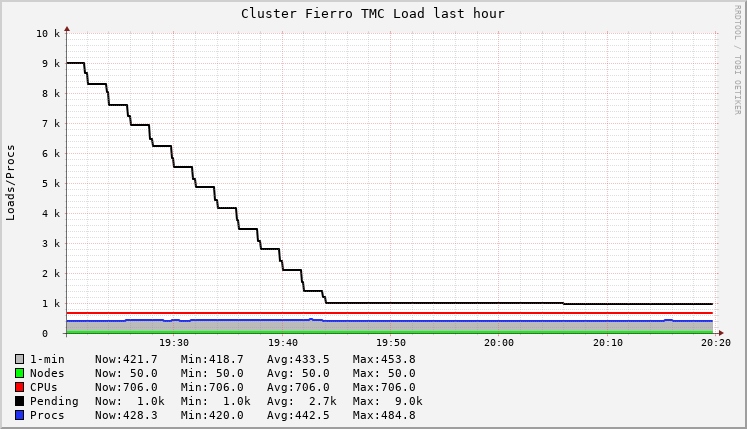 Cluster Fierro TMC Load last hour
RRDTOOL / TOBI OETIKER
Loads/Procs
10 k
9 k
8 k
7 k
6 k
5 k
4 k
3 k
2 k
1 k
0
19:30 19:40 19:50 20:00 20:10 20:20
1-min Now:421.7 Min:418.7 Avg:433.5 Max:453.8
Nodes Now: 50.0 Min: 50.0 Avg: 50.0 Max: 50.0
CPUs Now:706.0 Min:706.0 Avg:706.0 Max:706.0
Pending Now: 1.0k Min: 1.0k Avg: 2.7k Max: 9.0k
Procs Now:428.3 Min:420.0 Avg:442.5 Max:484.8